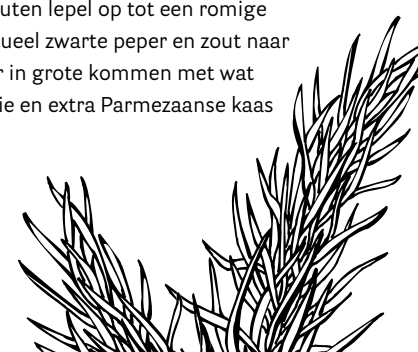 uten lepel op tot een romige
ueel zwarte peper en zout naar
r in grote kommen met wat
ie en extra Parmezaanse kaas